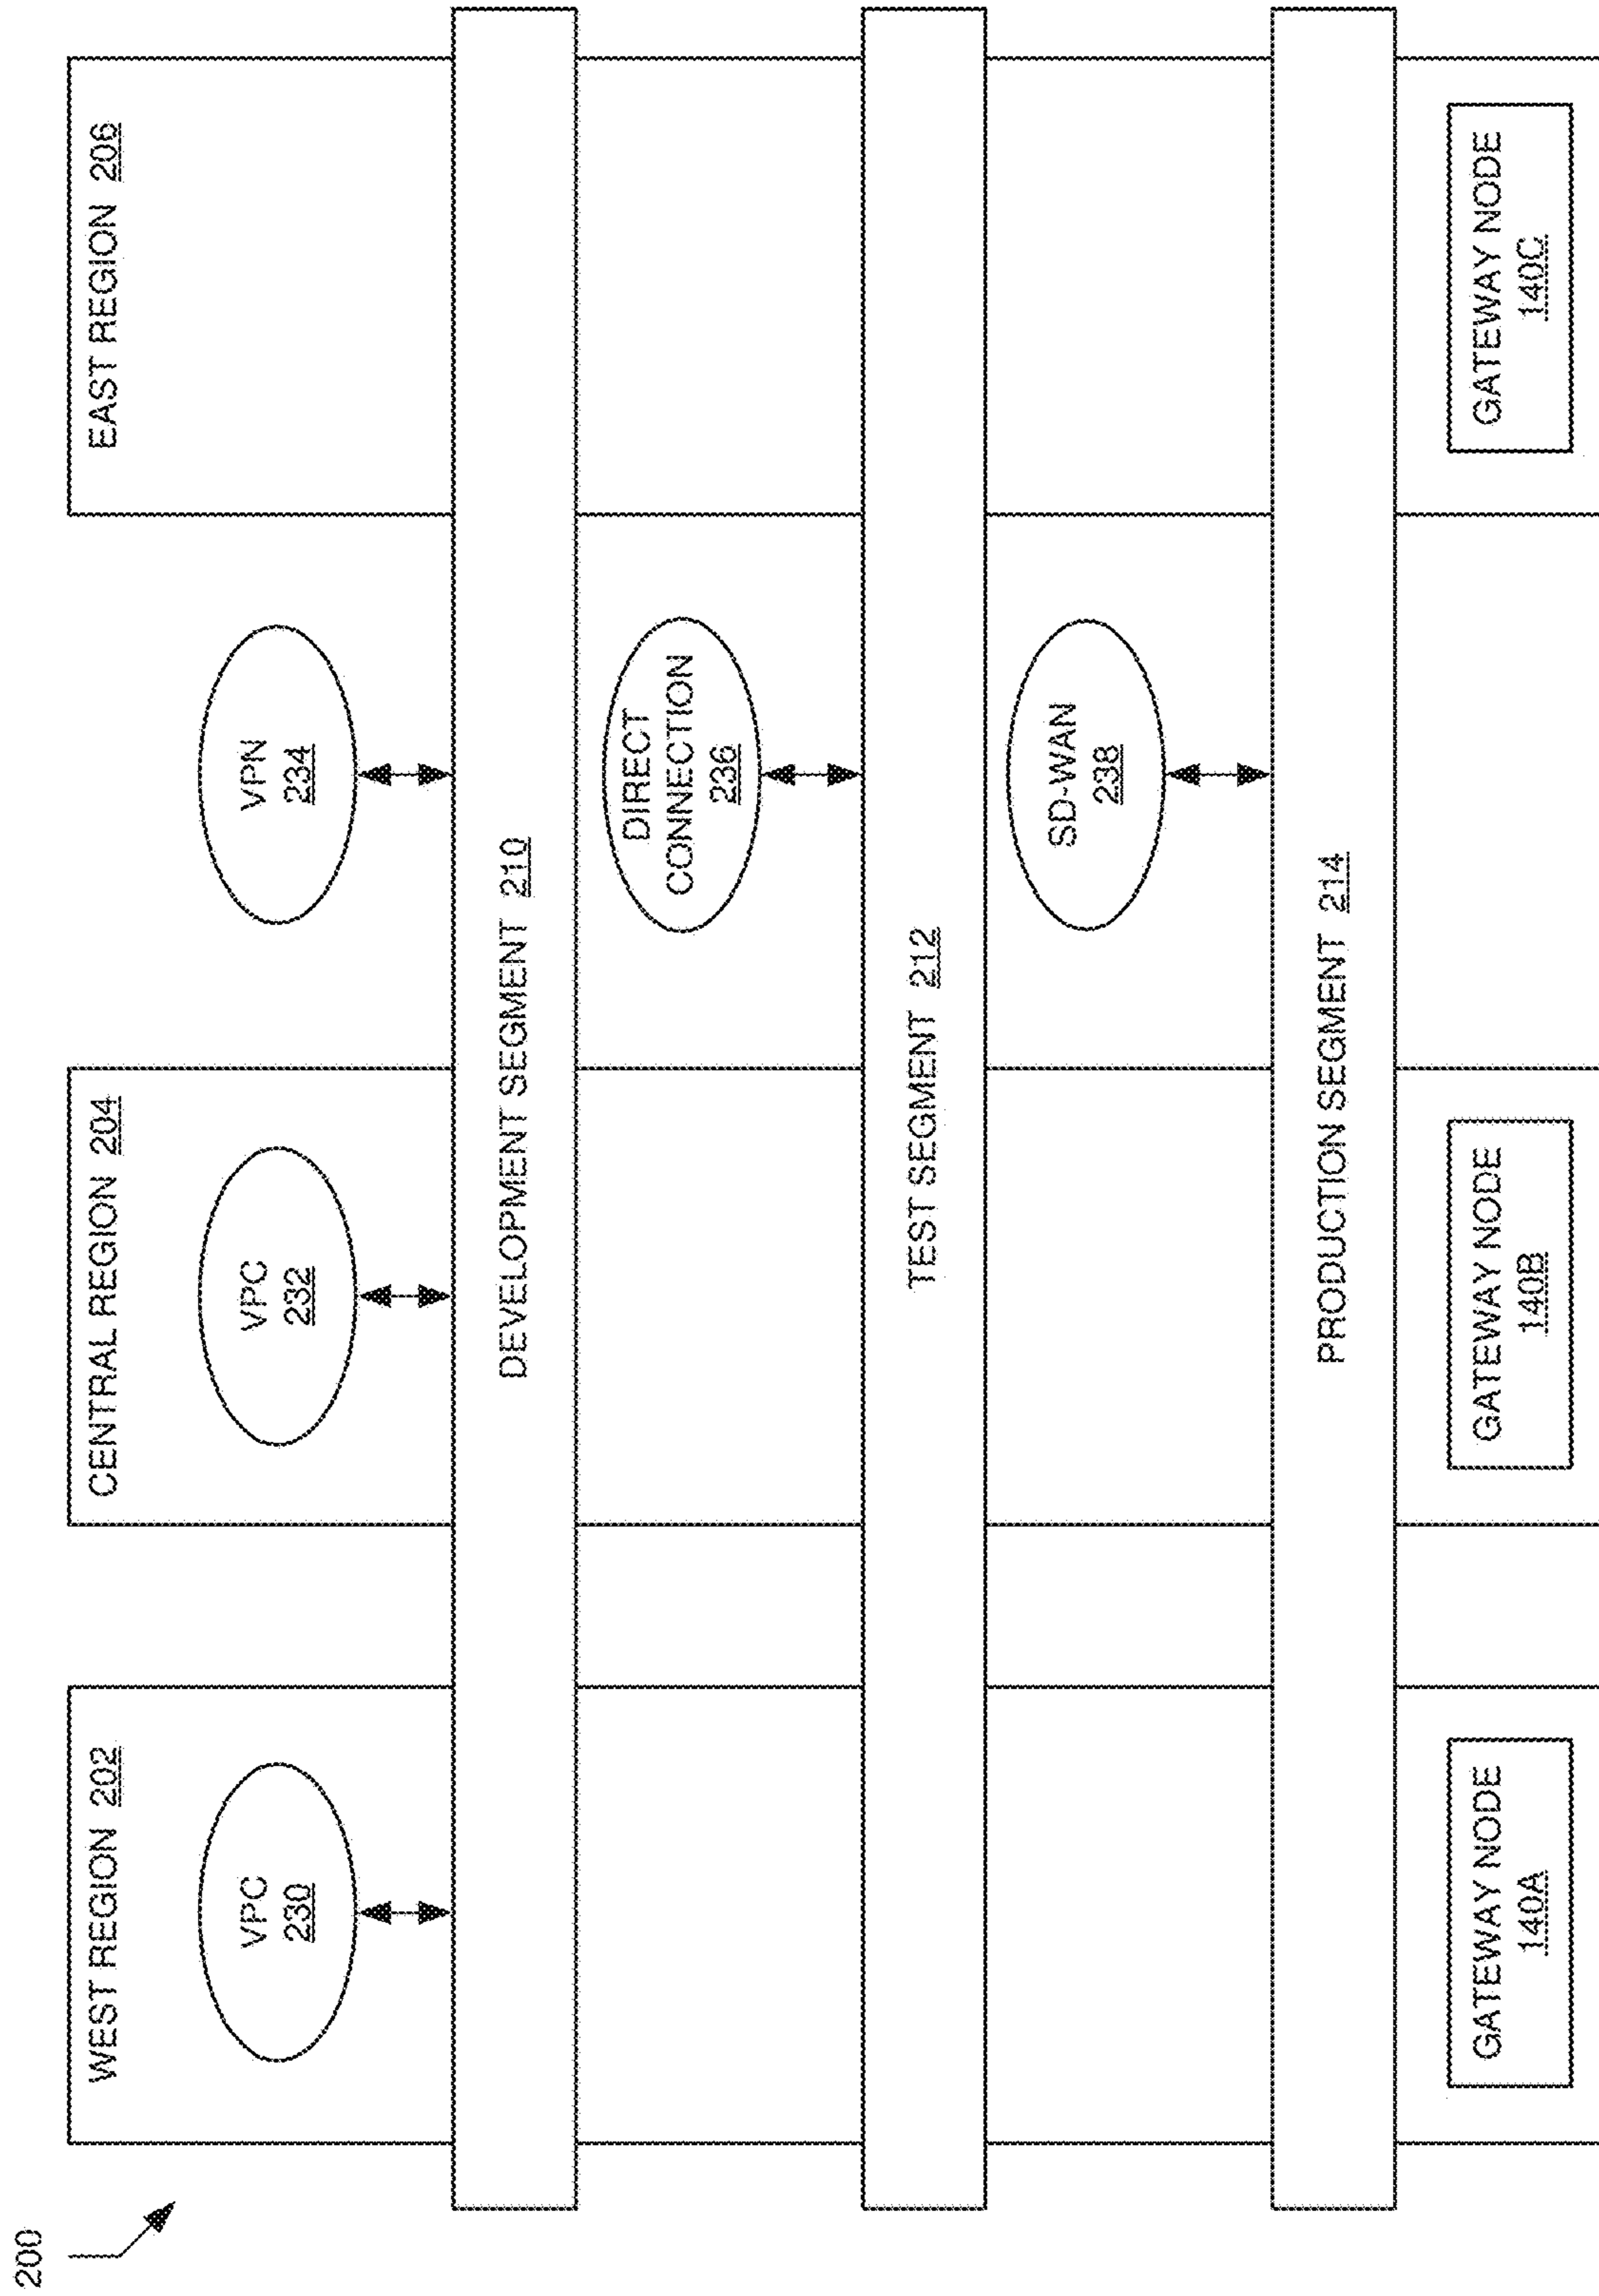 200
WEST REGION 202
CENTRAL REGION 204
EAST REGION 206
VPC
230
VPC
232
VPN
234
DEVELOPMENT SEGMENT 210
DIRECT
CONNECTION
236
TEST SEGMENT 212
SD-WAN
238
PRODUCTION SEGMENT 214
GATEWAY NODE
140A
GATEWAY NODE
140B
GATEWAY NODE
140C